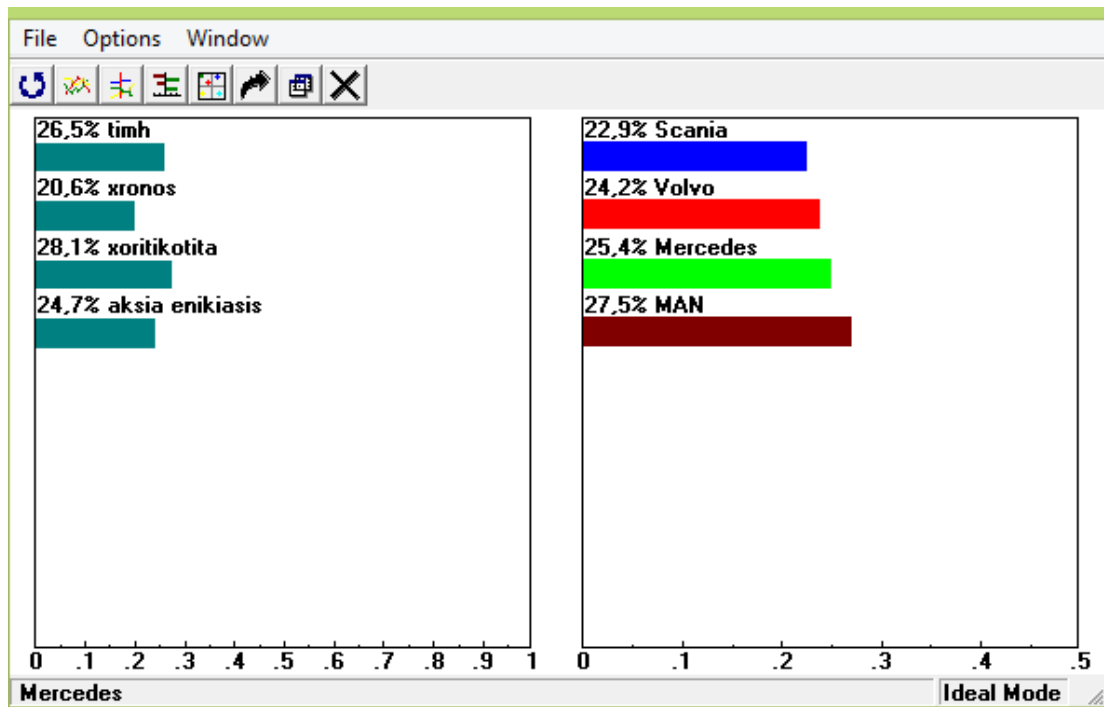 File Options Window
26,5% timh
20,6% xronos
28,1% xoritikotita
24,7% aksia enikiasis
0 .1 .2 .3 .4 .5 .6 .7 .8 .9 1
22,9% Scania
24,2% Volvo
25,4% Mercedes
27,5% MAN
0 .1 .2 .3 .4 .5
Mercedes
Ideal Mode